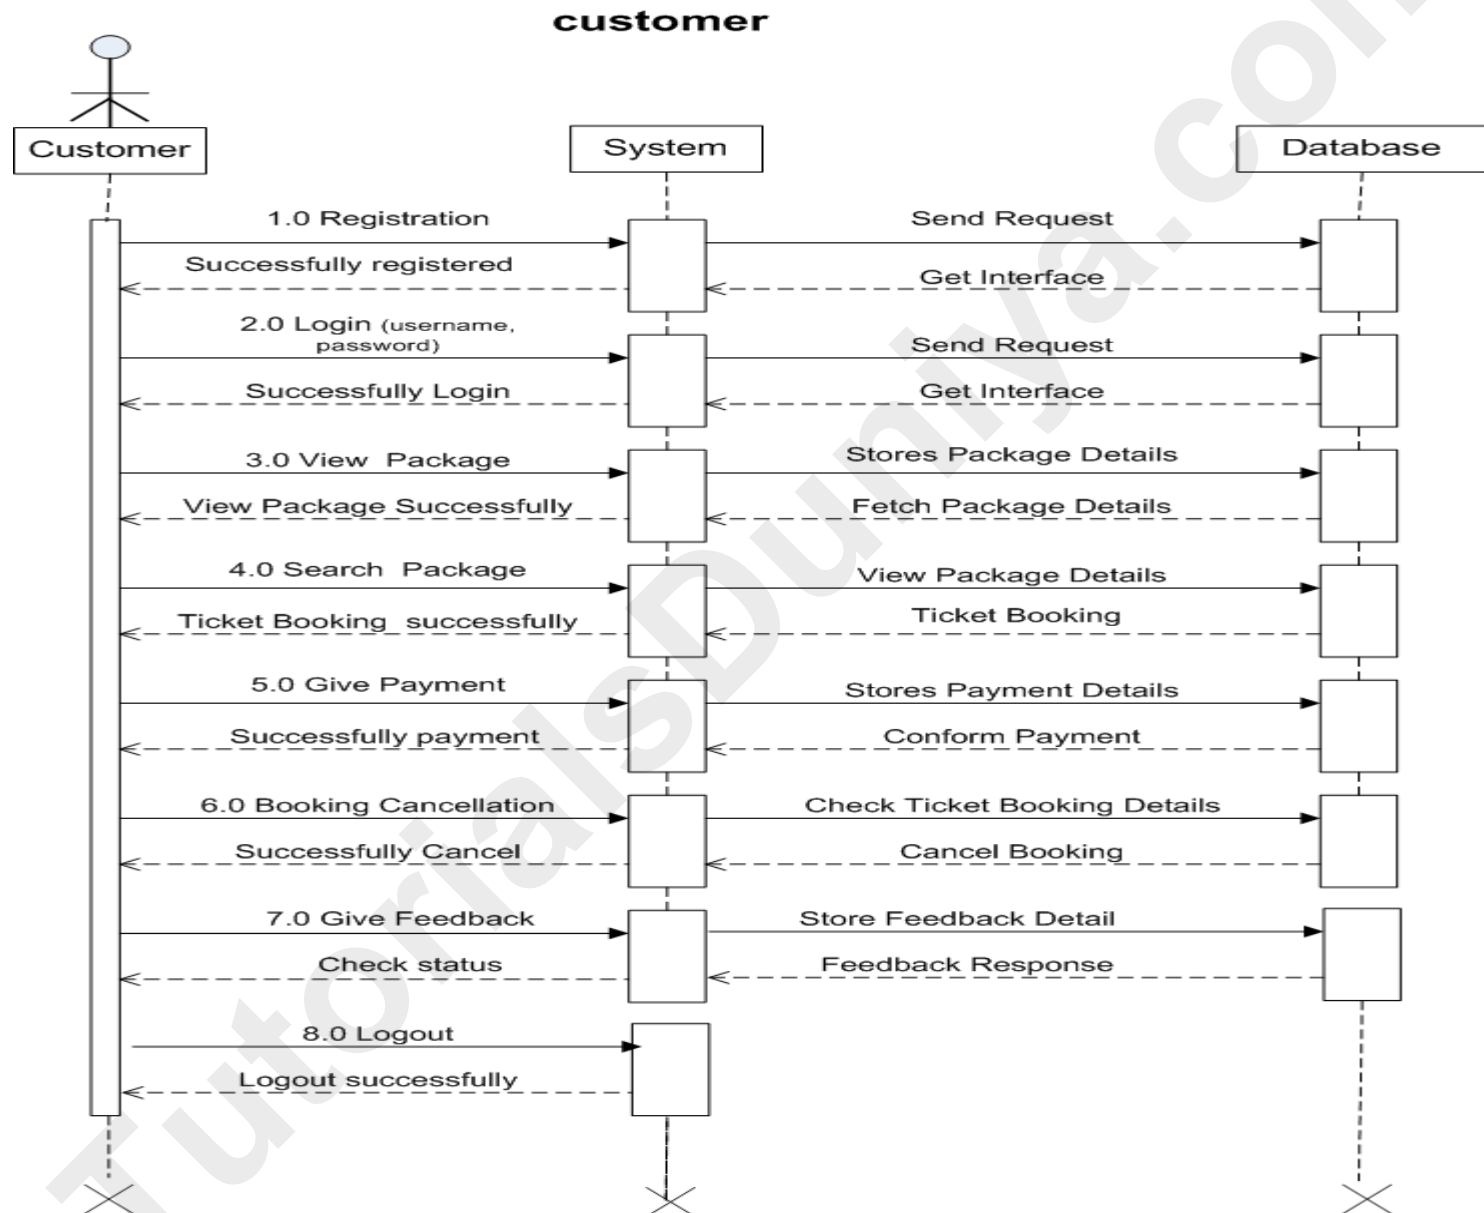 customer
Customer
System
Database
1.0 Registration
Send Request
Successfully registered
Get Interface
2.0 Login (username,
password)
Send Request
Successfully Login
Get Interface
3.0 View Package
Stores Package Details
View Package Successfully
Fetch Package Details
4.0 Search Package
View Package Details
Ticket Booking successfully
Ticket Booking
5.0 Give Payment
Stores Payment Details
Successfully payment
Conform Payment
6.0 Booking Cancellation
Check Ticket Booking Details
Successfully Cancel
Cancel Booking
7.0 Give Feedback
Store Feedback Detail
Check status
Feedback Response
8.0 Logout
Logout successfully
TutorialsDuniya.com